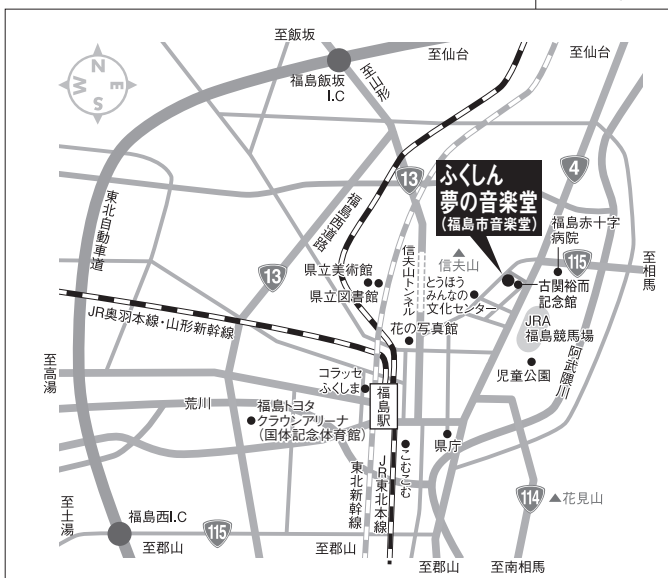 至飯坂
至仙台
至仙台
福島飯坂
I.C
至山形
N
E
S
W
13
4
ふくしん
夢の音楽堂
(福島市音楽堂)
福島赤十字
病院
115
至相馬
東北自動車道
福島西道路
信夫山トンネル
信夫山
13
県立美術館
県立図書館
とうほう
みんなの
文化センター
古関裕而
記念館
花の写真館
JRA
福島競馬場
JR奥羽本線・山形新幹線
至高湯
コラッセ
ふくしま
児童公園
阿武隈川
荒川
福島トヨタ
クラウンアリーナ
(国体記念体育館)
福島駅
県庁
こむこむ
東北新幹線
JR東北本線
114
花見山
至土湯
福島西I.C
115
至郡山
至郡山
至郡山
至南相馬